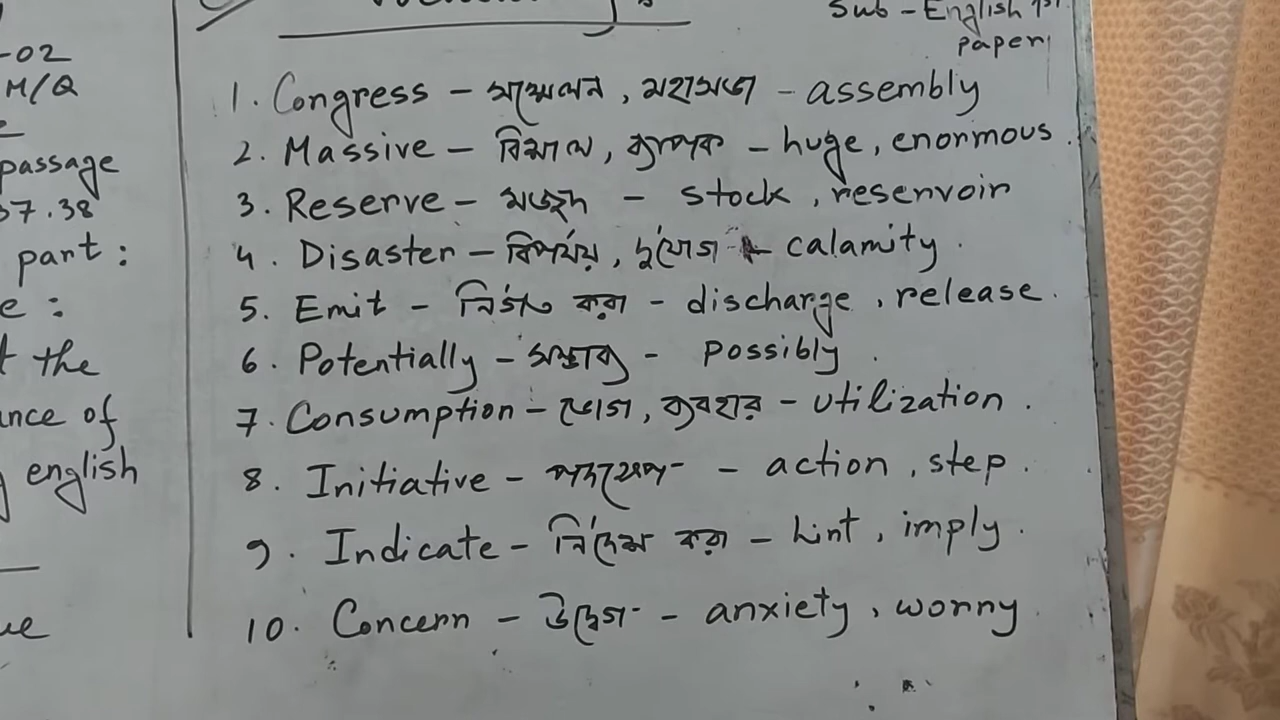 Sub - English 1st
paper
-02
M/Q
passage
37.38
part :
e :
t the
ance of
english
ue
1. Congress - সম্মেলন, মহাসভা - assembly
2. Massive - বিশাল, ব্যাপক - huge, enormous.
3. Reserve - মজুদ - stock, reservoir
4. Disaster - বিপর্যয়, দুর্যোগ - calamity.
5. Emit - নির্গত করা - discharge, release.
6. Potentially - সম্ভাব্য - possibly.
7. Consumption - ভোগ, ব্যবহার - utilization.
8. Initiative - পদক্ষেপ - action, step.
9. Indicate - নির্দেশ করা - hint, imply.
10. Concern - উদ্বেগ - anxiety, worry